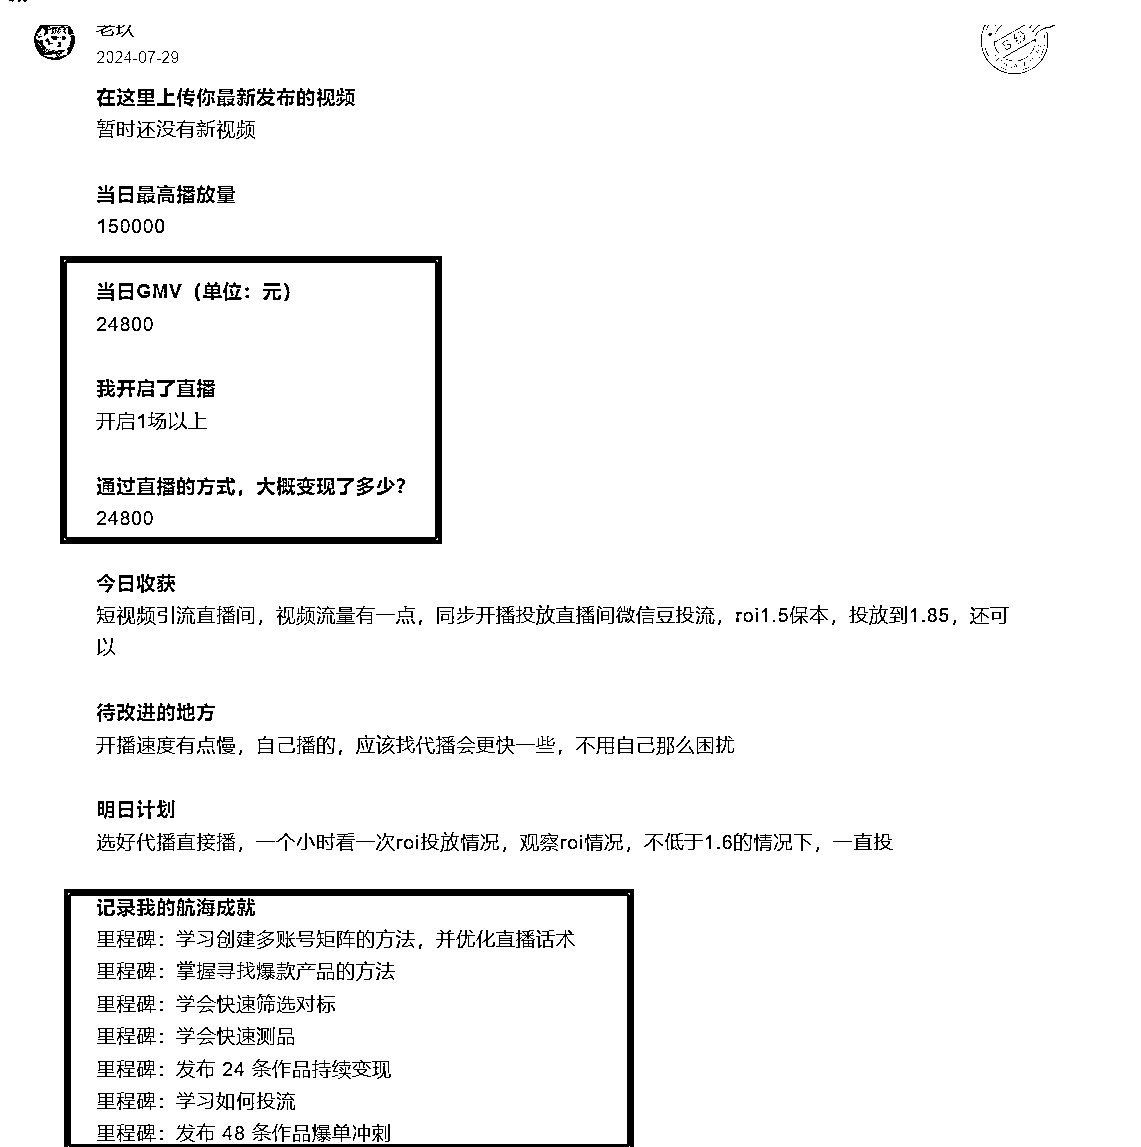 老玖
2024-07-29
在这里上传你最新发布的视频
暂时还没有新视频
当日最高播放量
150000
当日GMV（单位：元）
24800
我开启了直播
开启1场以上
通过直播的方式，大概变现了多少？
24800
今日收获
短视频引流直播间，视频流量有一点，同步开播投放直播间微信豆投流，roi1.5保本，投放到1.85，还可
以
待改进的地方
开播速度有点慢，自己播的，应该找代播会更快一些，不用自己那么困扰
明日计划
选好代播直接播，一个小时看一次roi投放情况，观察roi情况，不低于1.6的情况下，一直投
记录我的航海成就
里程碑：学习创建多账号矩阵的方法，并优化直播话术
里程碑：掌握寻找爆款产品的方法
里程碑：学会快速筛选对标
里程碑：学会快速测品
里程碑：发布 24 条作品持续变现
里程碑：学习如何投流
里程碑：发布 48 条作品爆单冲刺